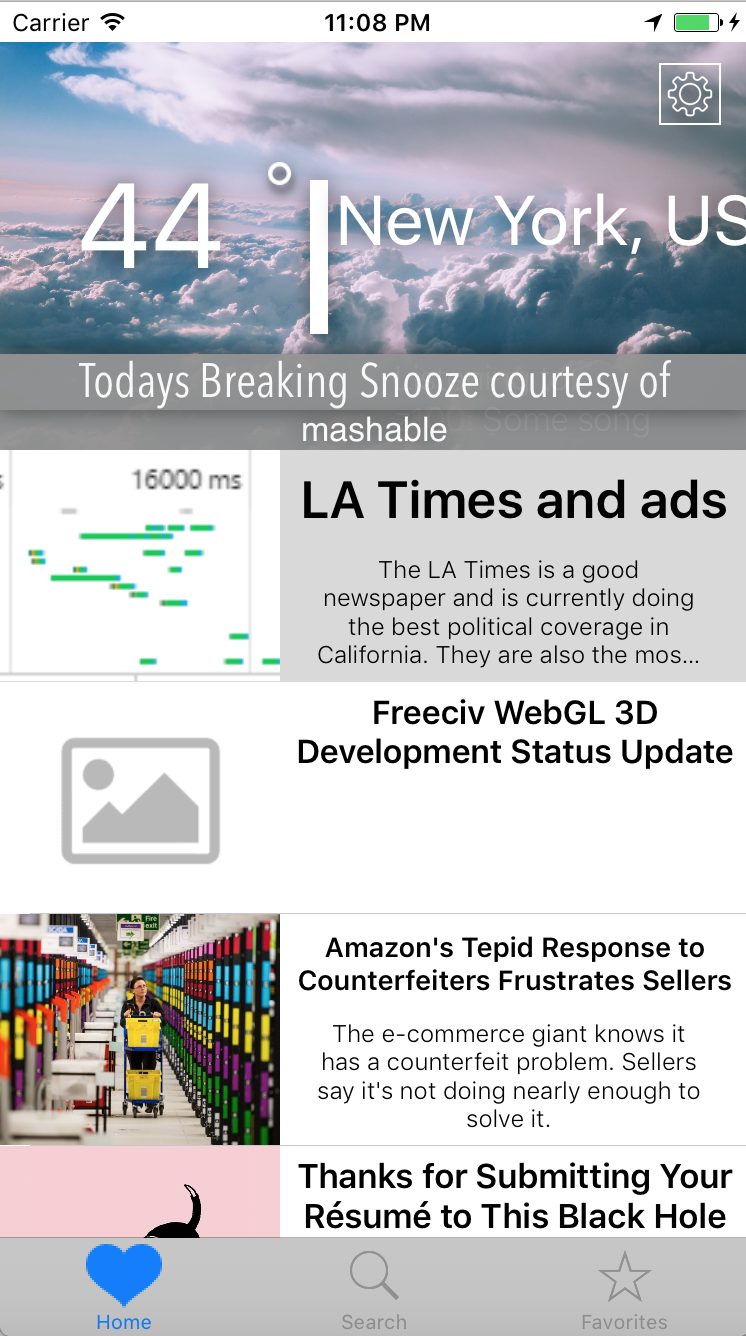 Carrier 11:08 PM
44° New York, US
Todays Breaking Snooze courtesy of
Some song
mashable
16000 ms
LA Times and ads
The LA Times is a good
newspaper and is currently doing
the best political coverage in
California. They are also the mos...
Freeciv WebGL 3D
Development Status Update
Fire
exit
Amazon's Tepid Response to
Counterfeiters Frustrates Sellers
The e-commerce giant knows it
has a counterfeit problem. Sellers
say it's not doing nearly enough to
solve it.
Thanks for Submitting Your
Résumé to This Black Hole
Home Search Favorites